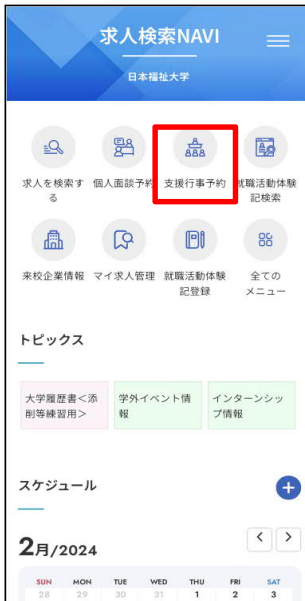 求人検索NAVI
日本福祉大学
求人を検索す
る
個人面談予約
支援行事予約
就職活動体験
記検索
来校企業情報
マイ求人管理
就職活動体験
記登録
全ての
メニュー
トピックス
大学履歴書<添
削等練習用>
学外イベント情
報
インターンシッ
プ情報
スケジュール
2月/2024
SUN MON TUE WED THU FRI SAT
28 29 30 31 1 2 3